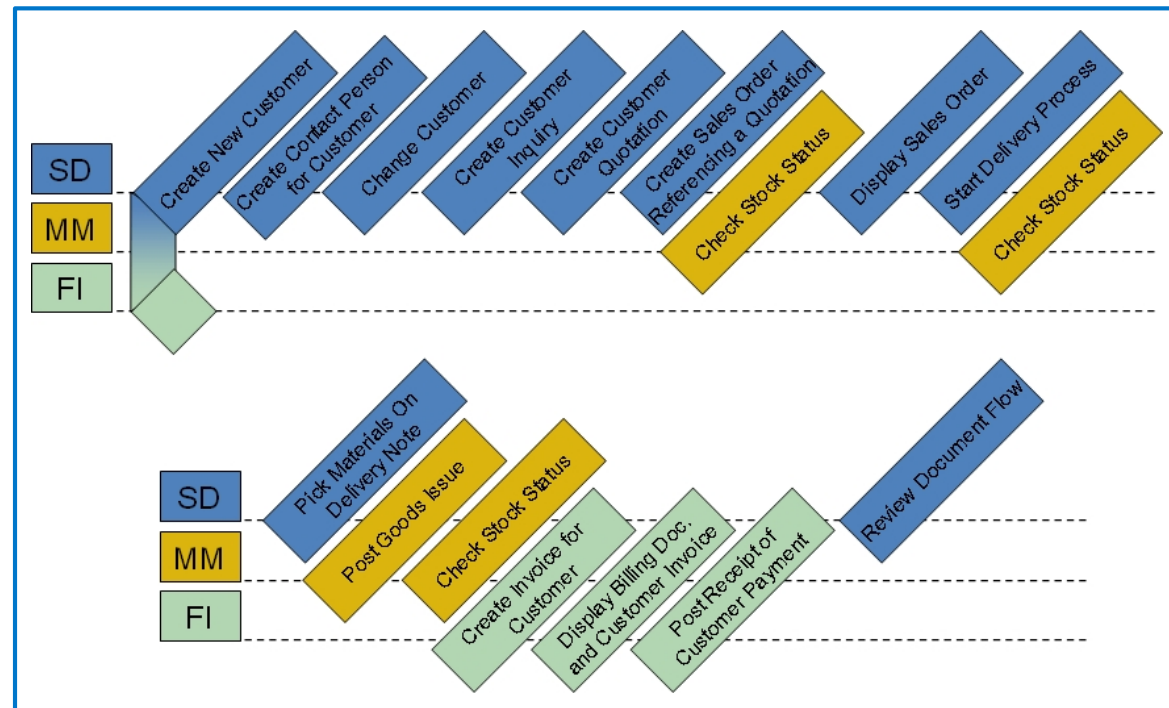 SD
MM
FI
Create New Customer
Create Contact Person
for Customer
Change Customer
Create Customer
Inquiry
Create Customer
Quotation
Create Sales Order
Referencing a Quotation
Check Stock Status
Display Sales Order
Start Delivery Process
Check Stock Status
SD
MM
FI
Pick Materials On
Delivery Note
Post Goods Issue
Check Stock Status
Create Invoice for
Customer
Display Billing Doc.
and Customer Invoice
Post Receipt of
Customer Payment
Review Document Flow